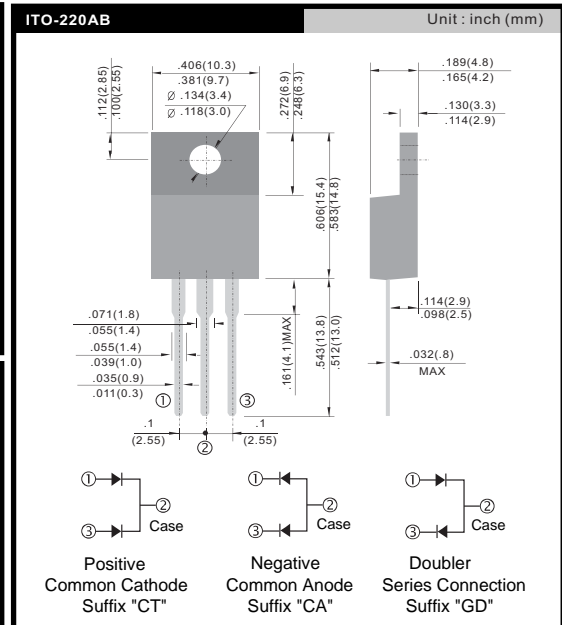 ITO-220AB
Unit : inch (mm)
.406(10.3)
.381(9.7)
Ø .134(3.4)
Ø .118(3.0)
.112(2.85)
.100(2.55)
.272(6.9)
.248(6.3)
.606(15.4)
.583(14.8)
.189(4.8)
.165(4.2)
.130(3.3)
.114(2.9)
.071(1.8)
.055(1.4)
.055(1.4)
.039(1.0)
.035(0.9)
.011(0.3)
.161(4.1)MAX
.543(13.8)
.512(13.0)
.114(2.9)
.098(2.5)
.032(.8)
MAX
①
③
.1
(2.55)
②
.1
(2.55)
①
③
②
Case
Positive
Common Cathode
Suffix "CT"
①
③
②
Case
Negative
Common Anode
Suffix "CA"
①
③
②
Case
Doubler
Series Connection
Suffix "GD"